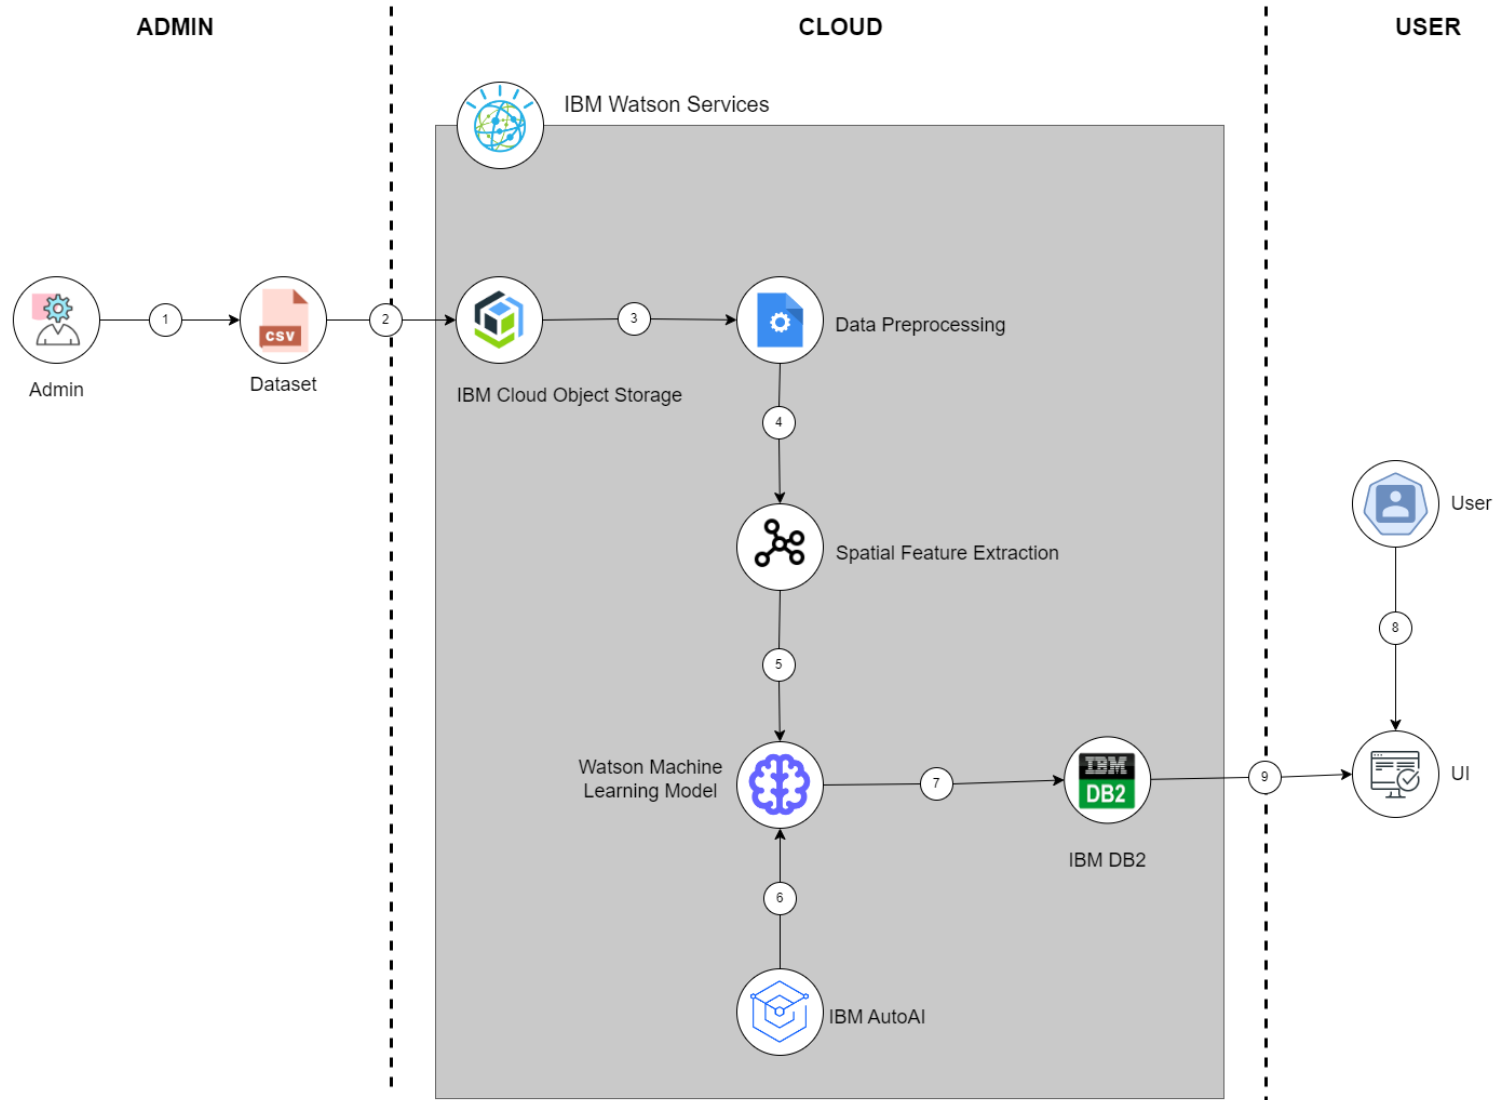 ADMIN
CLOUD
USER
IBM Watson Services
1
2
3
CSV
Data Preprocessing
Admin
Dataset
IBM Cloud Object Storage
4
User
Spatial Feature Extraction
8
5
Watson Machine
Learning Model
7
IBM
DB2
9
UI
IBM DB2
6
IBM AutoAI